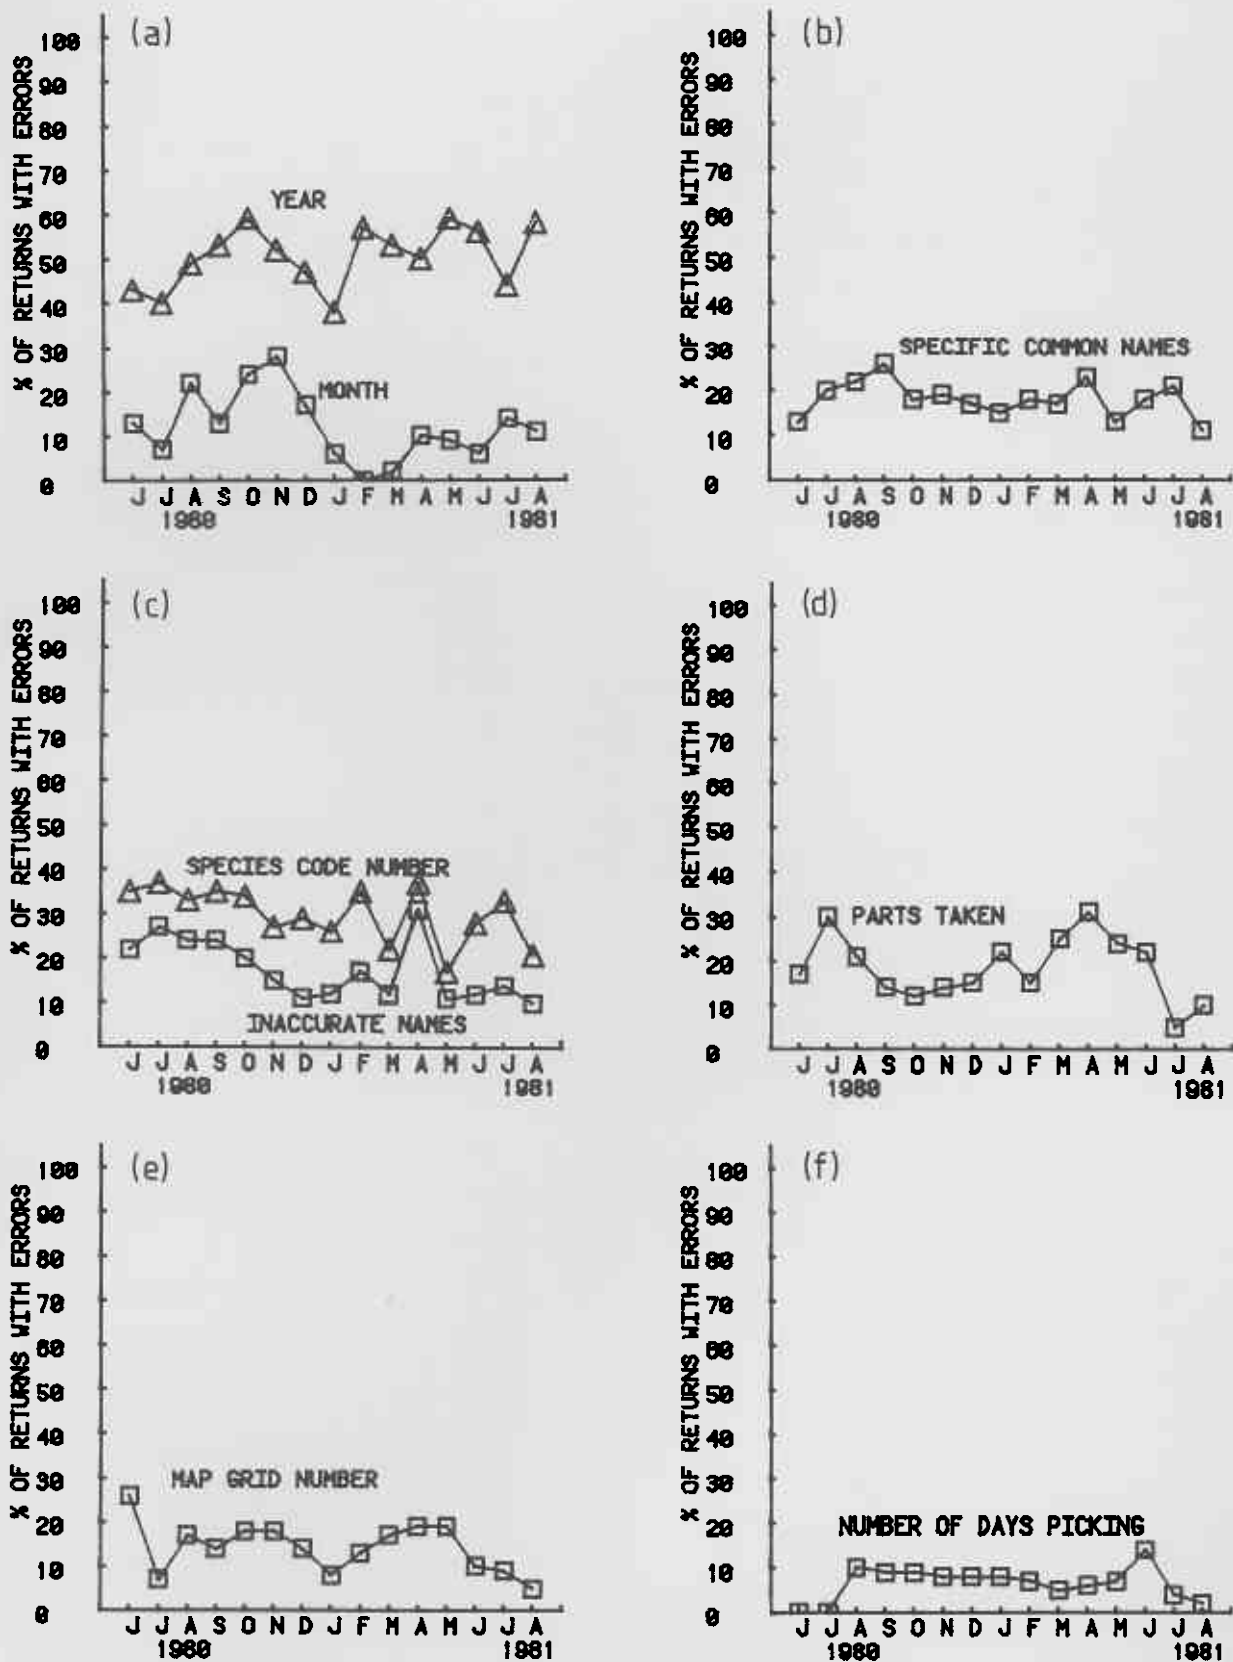 (a)
% OF RETURNS WITH ERRORS
100
90
80
70
60
50
40
30
20
10
0
YEAR
MONTH
J J A S O N D J F M A M J J A
1980 1981
(b)
% OF RETURNS WITH ERRORS
100
90
80
70
60
50
40
30
20
10
0
SPECIFIC COMMON NAMES
J J A S O N D J F M A M J J A
1980 1981
(c)
% OF RETURNS WITH ERRORS
100
90
80
70
60
50
40
30
20
10
0
SPECIES CODE NUMBER
INACCURATE NAMES
J J A S O N D J F M A M J J A
1980 1981
(d)
% OF RETURNS WITH ERRORS
100
90
80
70
60
50
40
30
20
10
0
PARTS TAKEN
J J A S O N D J F M A M J J A
1980 1981
(e)
% OF RETURNS WITH ERRORS
100
90
80
70
60
50
40
30
20
10
0
MAP GRID NUMBER
J J A S O N D J F M A M J J A
1980 1981
(f)
% OF RETURNS WITH ERRORS
100
90
80
70
60
50
40
30
20
10
0
NUMBER OF DAYS PICKING
J J A S O N D J F M A M J J A
1980 1981